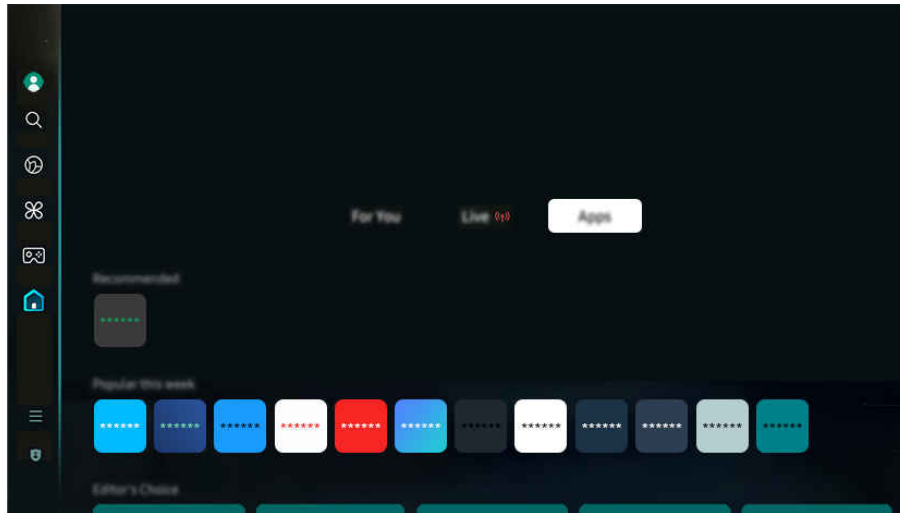 For You Live Apps
Recommended
******
Popular this week
****** ****** ****** ****** ****** ****** ****** ****** ****** ****** ****** ******
Editor's Choice